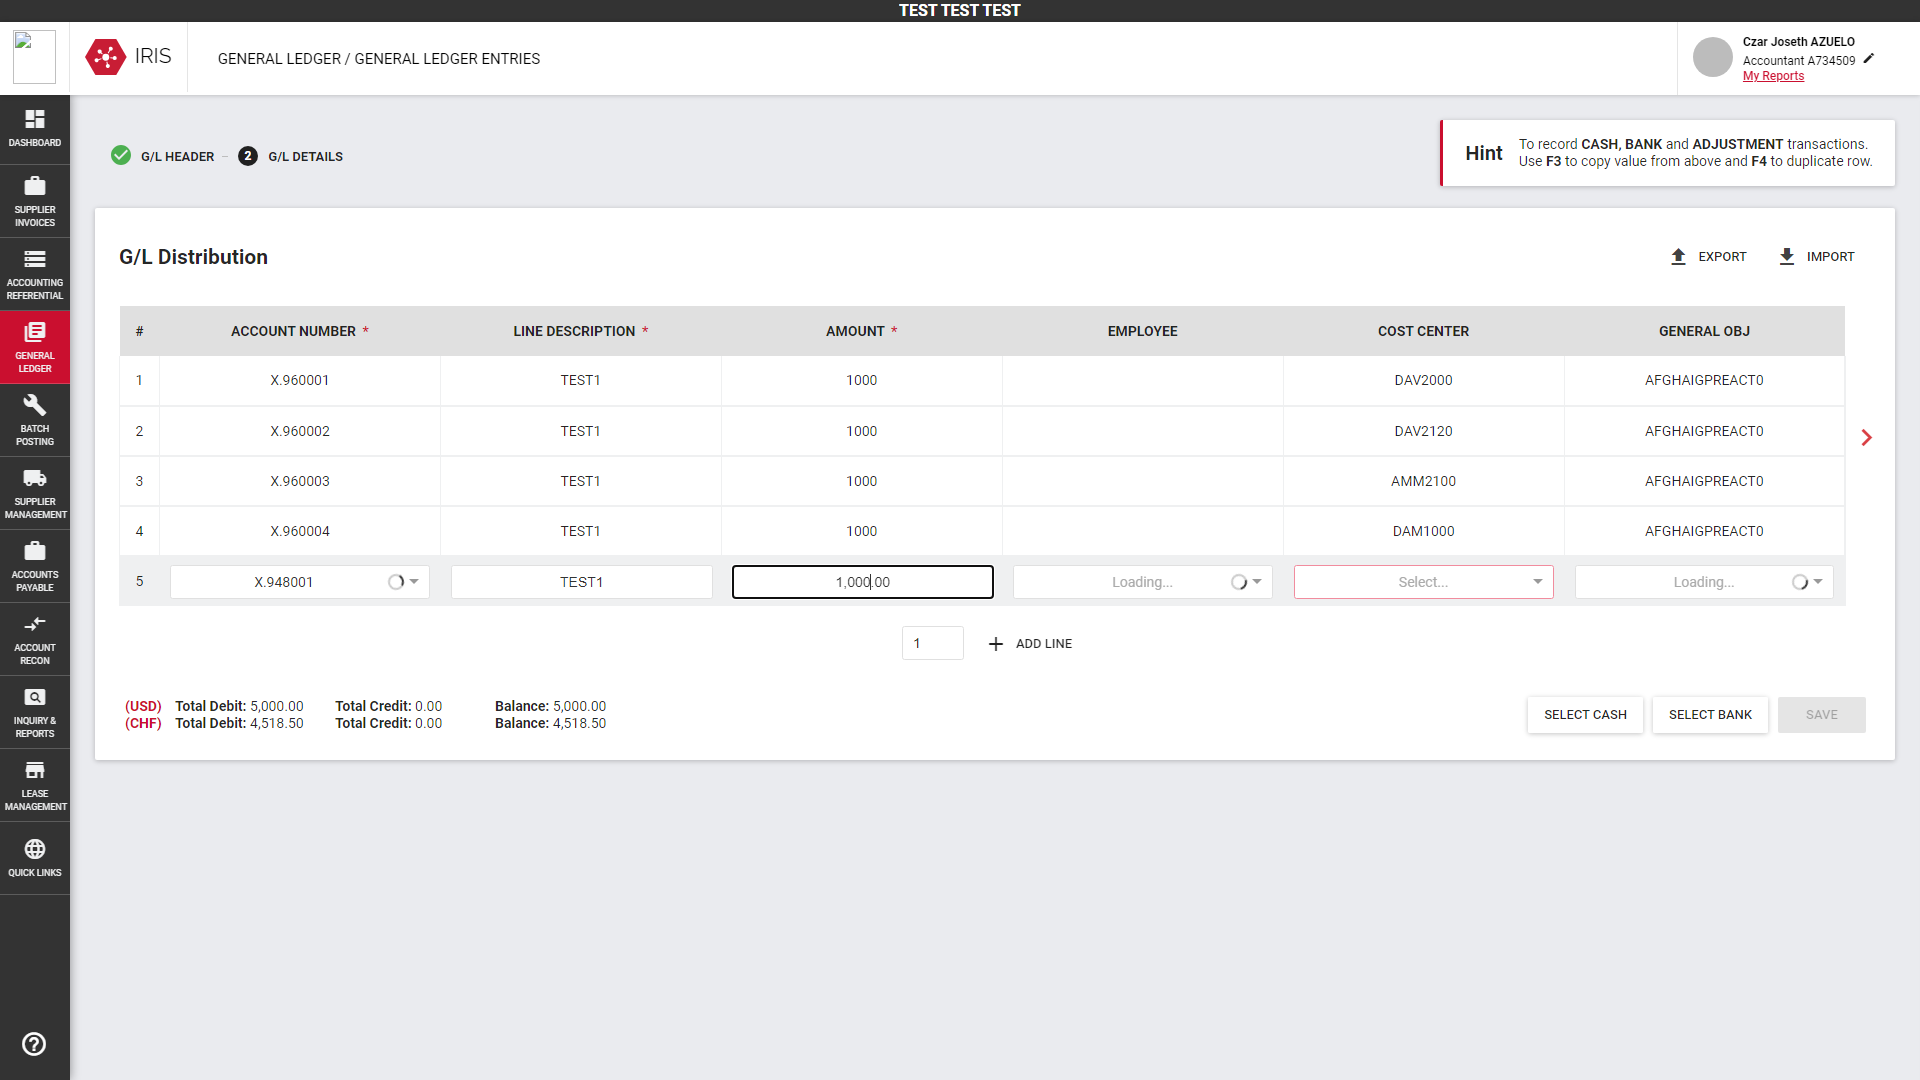 TEST TEST TEST
IRIS
GENERAL LEDGER / GENERAL LEDGER ENTRIES
Czar Joseth AZUELO
Accountant A734509
My Reports
DASHBOARD
SUPPLIER
INVOICES
ACCOUNTING
REFERENTIAL
GENERAL
LEDGER
BATCH
POSTING
SUPPLIER
MANAGEMENT
ACCOUNTS
PAYABLE
ACCOUNT
RECON
INQUIRY &
REPORTS
LEASE
MANAGEMENT
QUICK LINKS
G/L HEADER – 2 G/L DETAILS
Hint
To record CASH, BANK and ADJUSTMENT transactions.
Use F3 to copy value from above and F4 to duplicate row.
G/L Distribution
EXPORT IMPORT
# ACCOUNT NUMBER * LINE DESCRIPTION * AMOUNT * EMPLOYEE COST CENTER GENERAL OBJ
1 X.960001 TEST1 1000 DAV2000 AFGHAIGPREACT0
2 X.960002 TEST1 1000 DAV2120 AFGHAIGPREACT0
3 X.960003 TEST1 1000 AMM2100 AFGHAIGPREACT0
4 X.960004 TEST1 1000 DAM1000 AFGHAIGPREACT0
5 X.948001 TEST1 1,000.00 Loading... Select... Loading...
1 ADD LINE
(USD) Total Debit: 5,000.00 Total Credit: 0.00 Balance: 5,000.00
(CHF) Total Debit: 4,518.50 Total Credit: 0.00 Balance: 4,518.50
SELECT CASH SELECT BANK SAVE